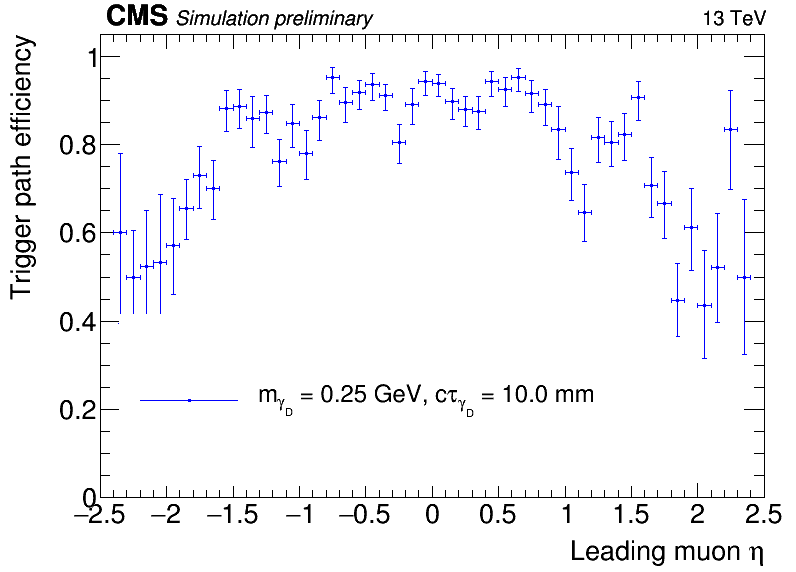 CMS Simulation preliminary 13 TeV
Trigger path efficiency
1
0.8
0.6
0.4
0.2
0
m_γ_D = 0.25 GeV, cτ_γ_D = 10.0 mm
−2.5 −2 −1.5 −1 −0.5 0 0.5 1 1.5 2 2.5
Leading muon η